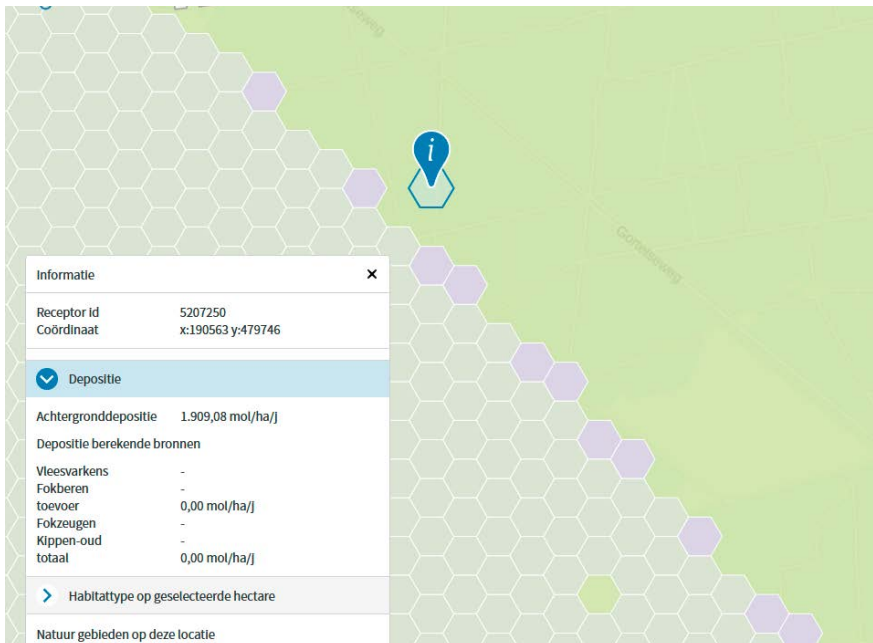 i
Gortelseweg
Informatie
Receptor Id 5207250
Coördinaat x:190563 y:479746
Depositie
Achtergronddepositie 1.909,08 mol/ha/j
Depositie berekende bronnen
Vleesvarkens -
Fokberen -
toevoer 0,00 mol/ha/j
Fokzeugen -
Kippen-oud -
totaal 0,00 mol/ha/j
Habitattype op geselecteerde hectare
Natuur gebieden op deze locatie